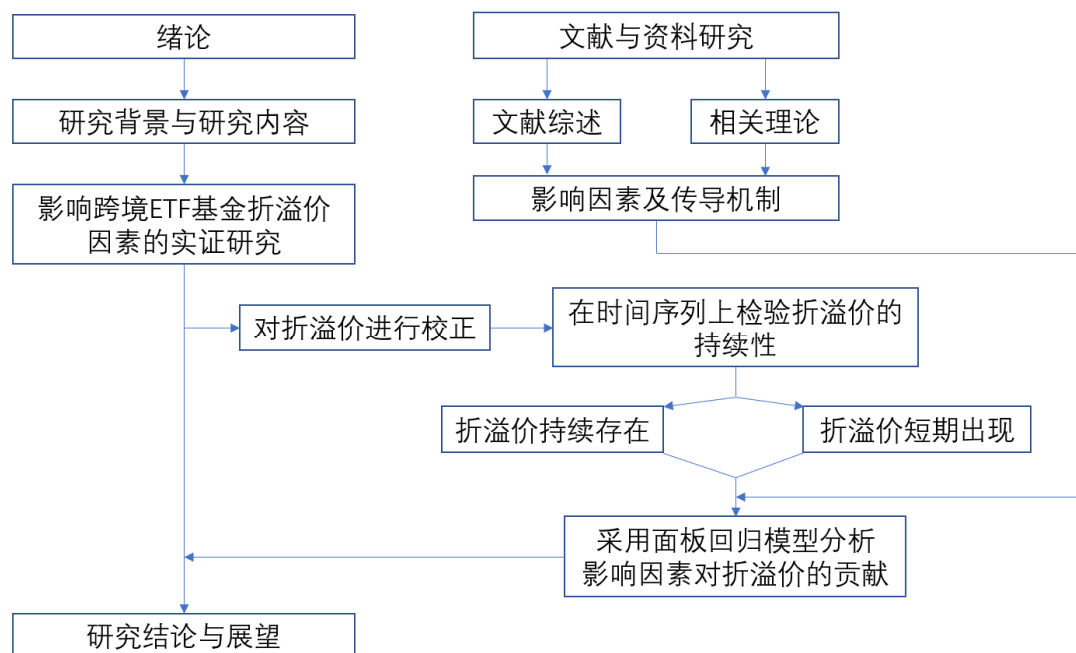 绪论
文献与资料研究
研究背景与研究内容
文献综述
相关理论
影响跨境ETF基金折溢价
因素的实证研究
影响因素及传导机制
对折溢价进行校正
在时间序列上检验折溢价的
持续性
折溢价持续存在
折溢价短期出现
采用面板回归模型分析
影响因素对折溢价的贡献
研究结论与展望